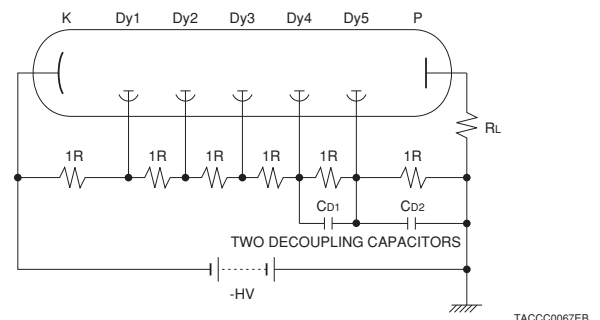 K Dy1 Dy2 Dy3 Dy4 Dy5 P
RL
1R 1R 1R 1R 1R 1R
CD1 CD2
TWO DECOUPLING CAPACITORS
-HV
TACCC0067EB